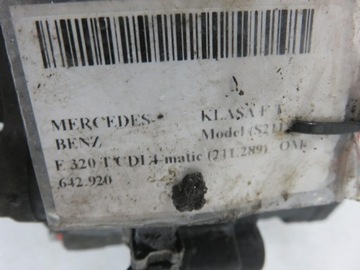 MERCEDES- KLASA E T
BENZ Model (S211)
E 320 T CDI 4-matic (211.289) OM
642.920